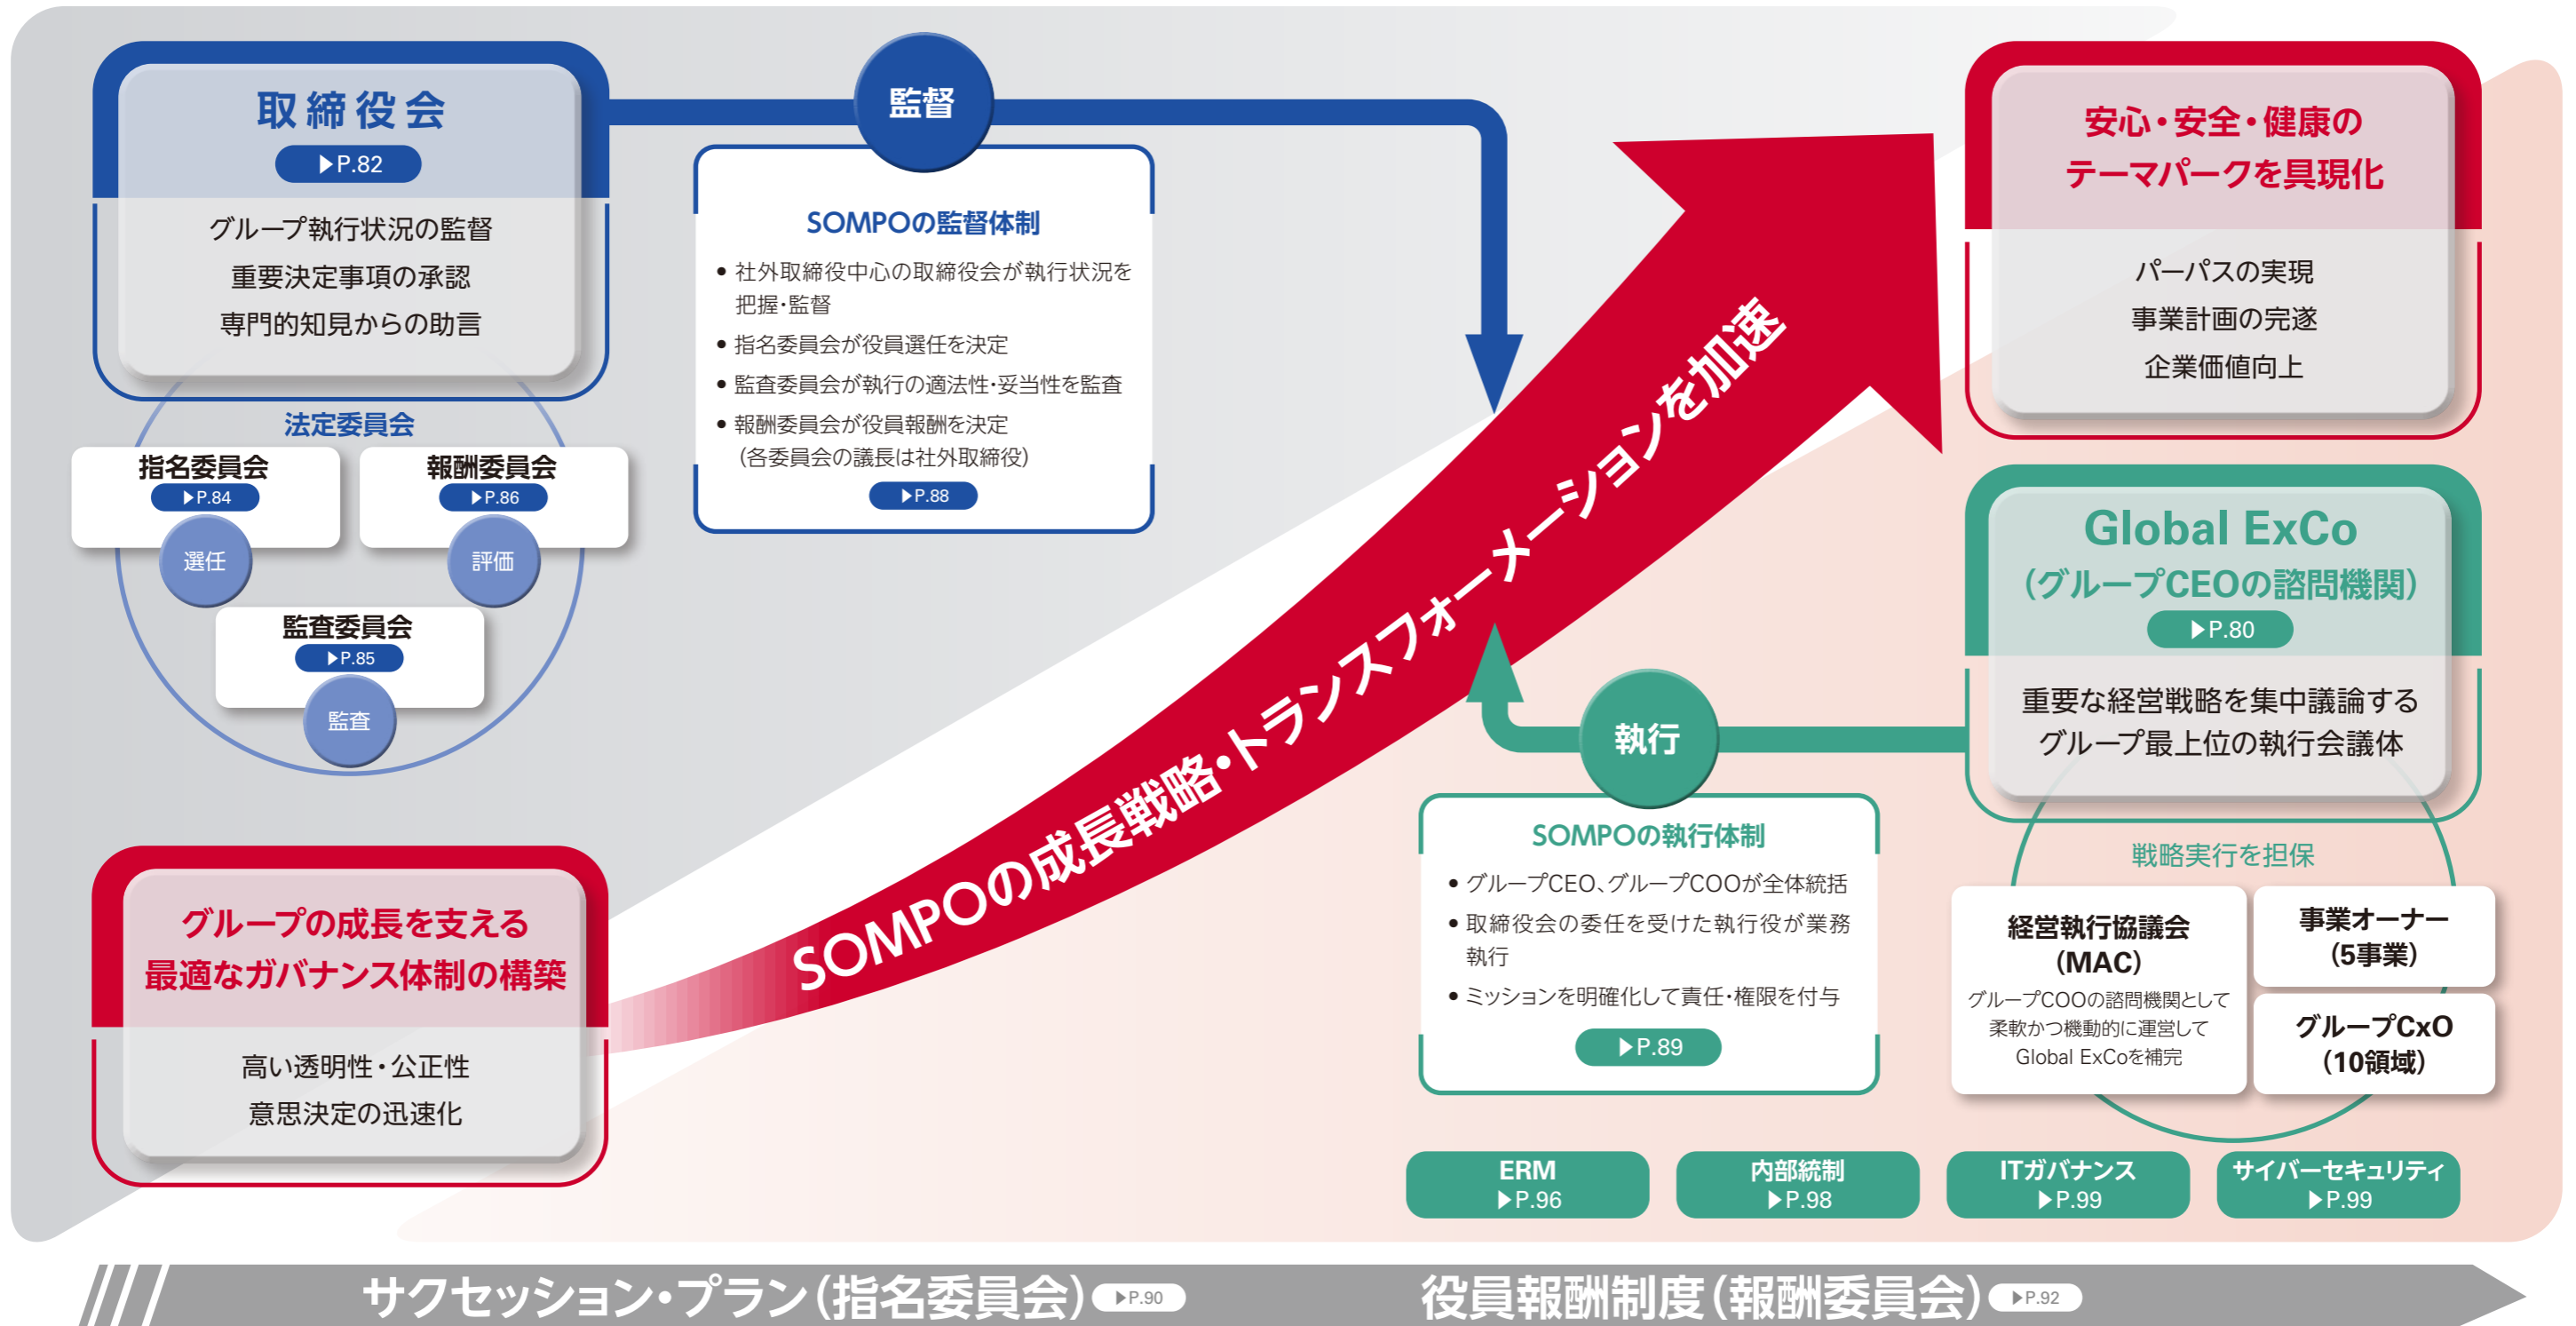 取締役会
▶P.82
グループ執行状況の監督
重要決定事項の承認
専門的知見からの助言
法定委員会
指名委員会
▶P.84
選任
報酬委員会
▶P.86
評価
監査委員会
▶P.85
監査
監督
SOMPOの監督体制
• 社外取締役中心の取締役会が執行状況を
把握・監督
• 指名委員会が役員選任を決定
• 監査委員会が執行の適法性・妥当性を監査
• 報酬委員会が役員報酬を決定
(各委員会の議長は社外取締役)
▶P.88
グループの成長を支える
最適なガバナンス体制の構築
高い透明性・公正性
意思決定の迅速化
SOMPOの成長戦略・トランスフォーメーションを加速
安心・安全・健康の
テーマパークを具現化
パーパスの実現
事業計画の完遂
企業価値向上
Global ExCo
(グループCEOの諮問機関)
▶P.80
重要な経営戦略を集中議論する
グループ最上位の執行会議体
執行
SOMPOの執行体制
• グループCEO、グループCOOが全体統括
• 取締役会の委任を受けた執行役が業務
執行
• ミッションを明確化して責任・権限を付与
▶P.89
戦略実行を担保
経営執行協議会
(MAC)
グループCOOの諮問機関として
柔軟かつ機動的に運営して
Global ExCoを補完
事業オーナー
(5事業)
グループCxO
(10領域)
ERM
▶P.96
内部統制
▶P.98
ITガバナンス
▶P.99
サイバーセキュリティ
▶P.99
サクセッション・プラン(指名委員会) ▶P.90
役員報酬制度(報酬委員会) ▶P.92